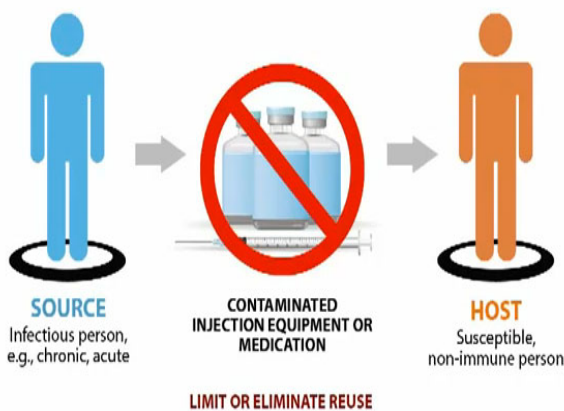 SOURCE
Infectious person,
e.g., chronic, acute
CONTAMINATED
INJECTION EQUIPMENT OR
MEDICATION
HOST
Susceptible,
non-immune person
LIMIT OR ELIMINATE REUSE